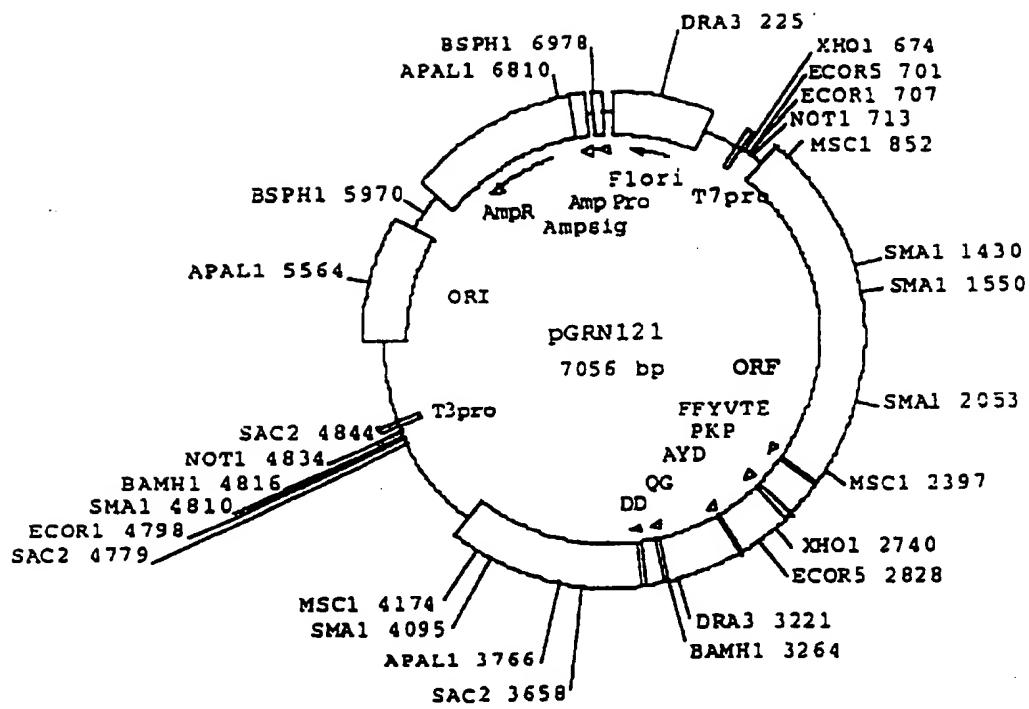 DRA3 225
BSPH1 6978
XHO1 674
APAL1 6810
ECOR5 701
ECOR1 707
NOT1 713
MSC1 852
Flori
T7pro
BSPH1 5970
AmpR
Amp Pro
Ampsig
SMA1 1430
APAL1 5564
SMA1 1550
ORI
pGRN121
7056 bp
ORF
SMA1 2053
FFYVTE
T3pro
PKP
SAC2 4844
AYD
NOT1 4834
MSC1 2397
BAMH1 4816
QG
SMA1 4810
DD
ECOR1 4798
XHO1 2740
SAC2 4779
ECOR5 2828
MSC1 4174
DRA3 3221
SMA1 4095
BAMH1 3264
APAL1 3766
SAC2 3658